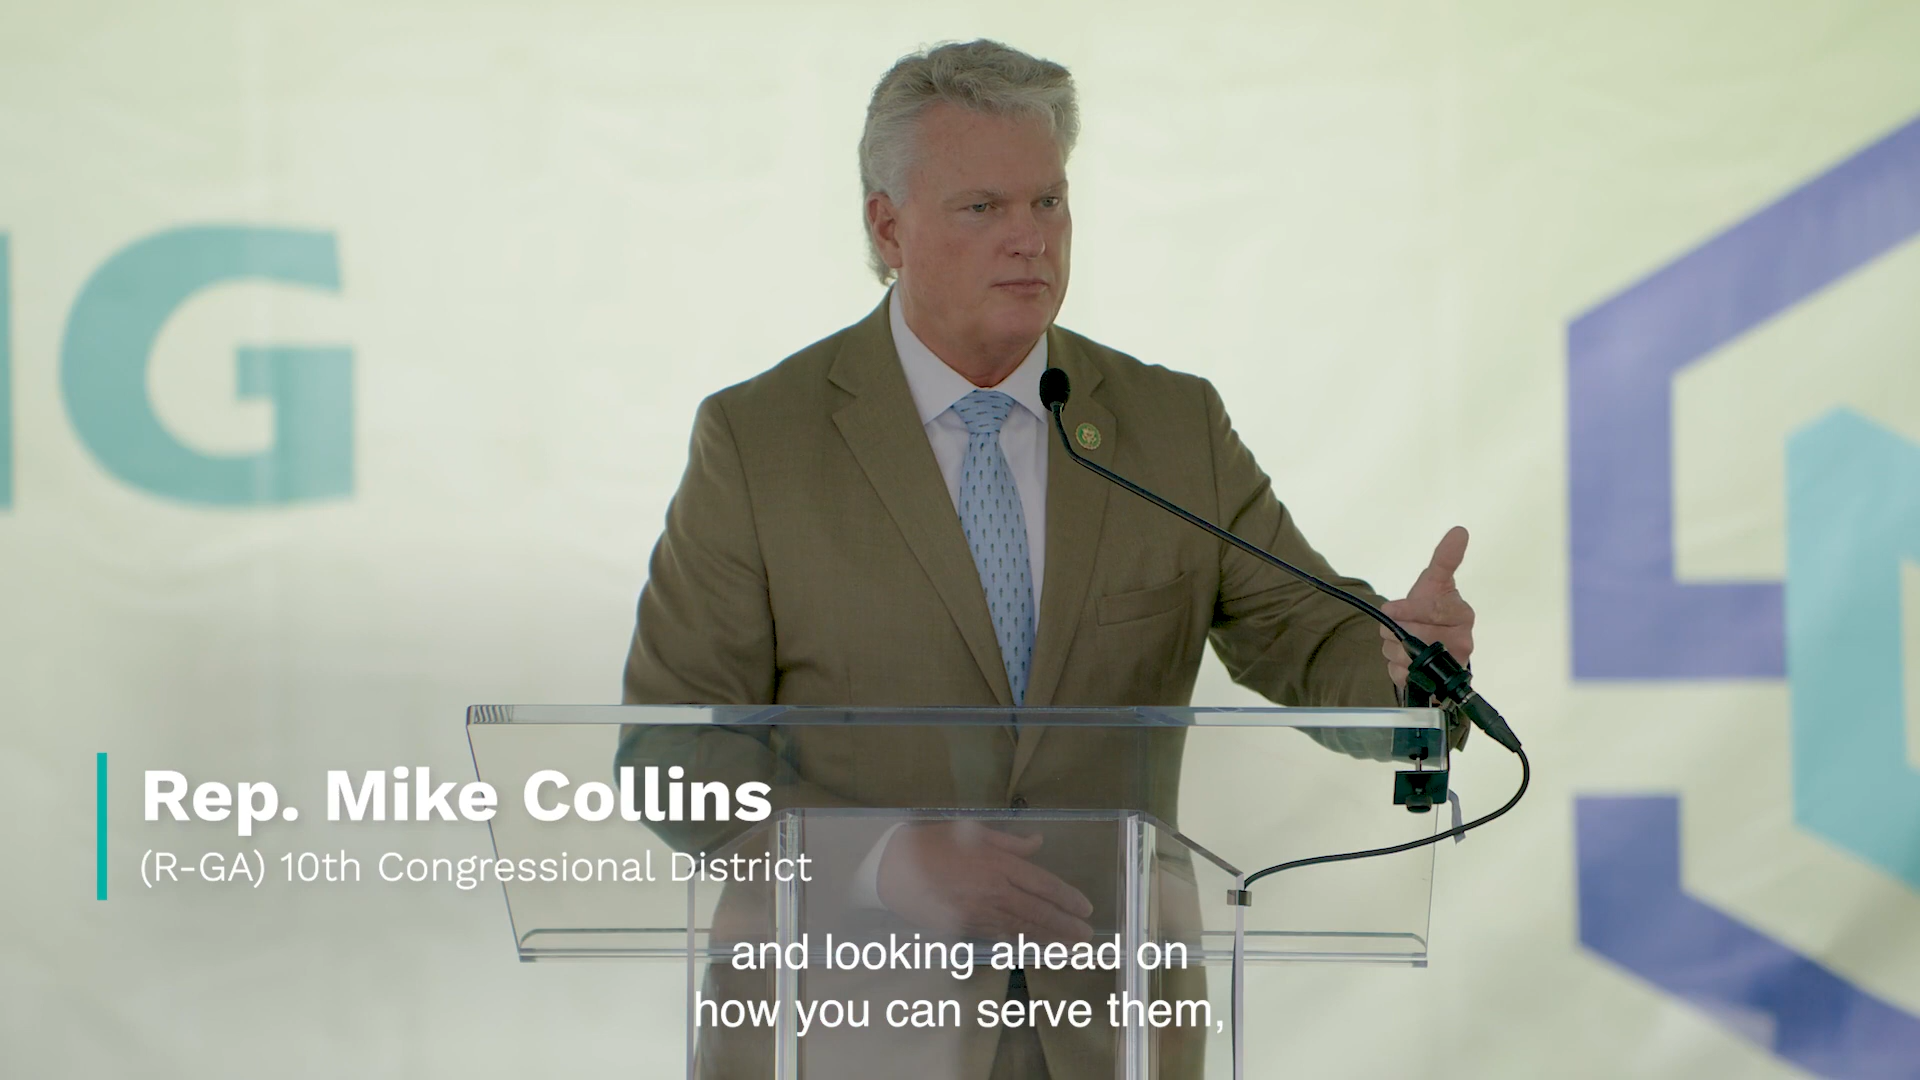 G
Rep. Mike Collins
(R-GA) 10th Congressional District
and looking ahead on
how you can serve them,